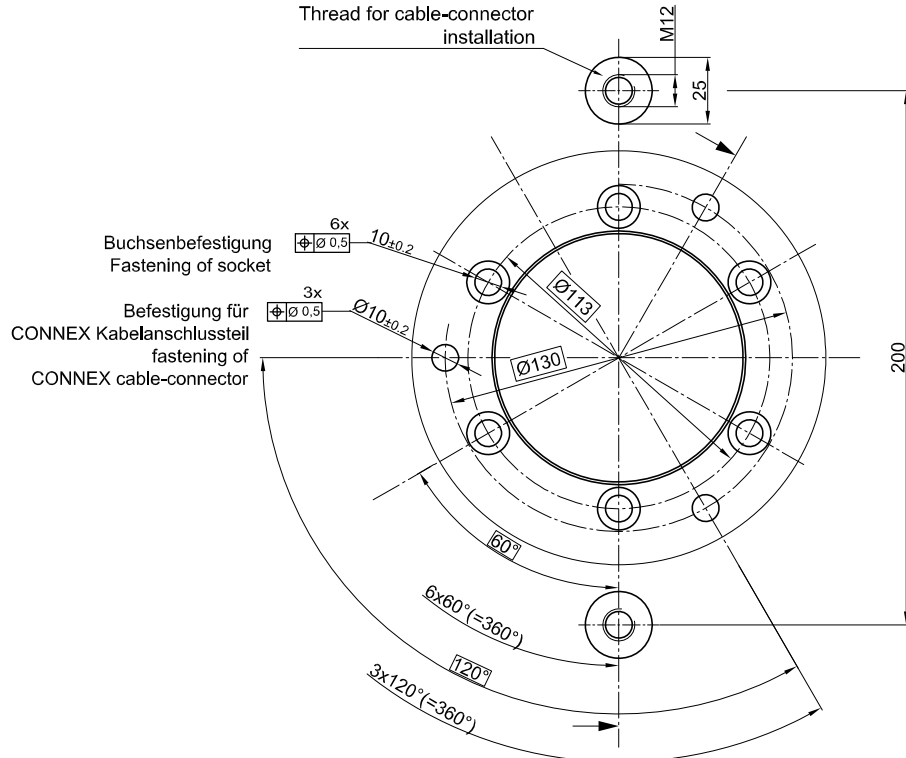 Thread for cable-connector
installation
M12
25
200
6x
⌖ Ø 0,5
10±0.2
Buchsenbefestigung
Fastening of socket
3x
⌖ Ø 0,5
Ø10±0.2
Befestigung für
CONNEX Kabelanschlussteil
fastening of
CONNEX cable-connector
Ø113
Ø130
60°
6x60°(=360°)
120°
3x120°(=360°)